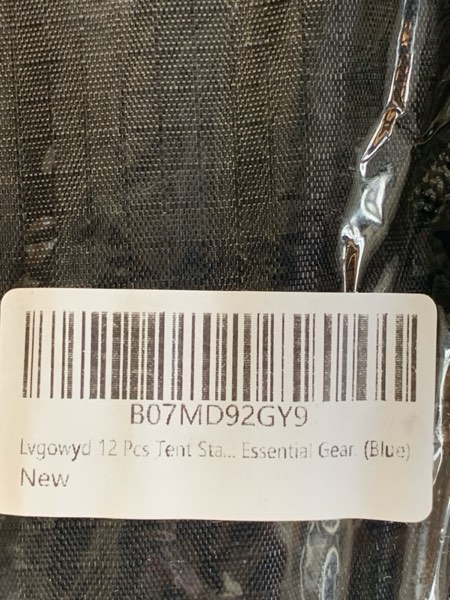 B07MD92GY9
Lvgowyd 12 Pcs Tent Sta... Essential Gear. (Blue)
New